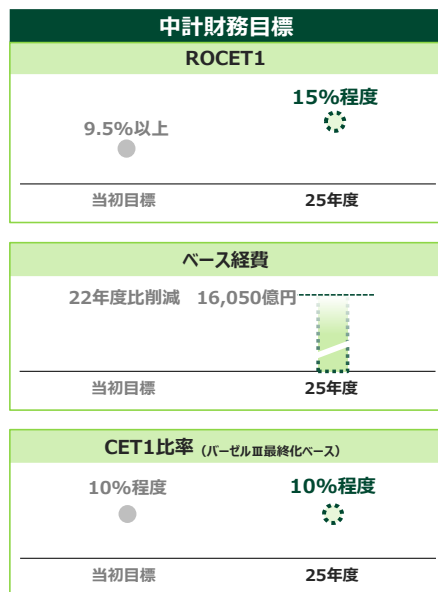 中計財務目標
ROCET1
15%程度
9.5%以上
当初目標 25年度
ベース経費
22年度比削減 16,050億円
当初目標 25年度
CET1比率 (バーゼルⅢ最終化ベース)
10%程度 10%程度
当初目標 25年度